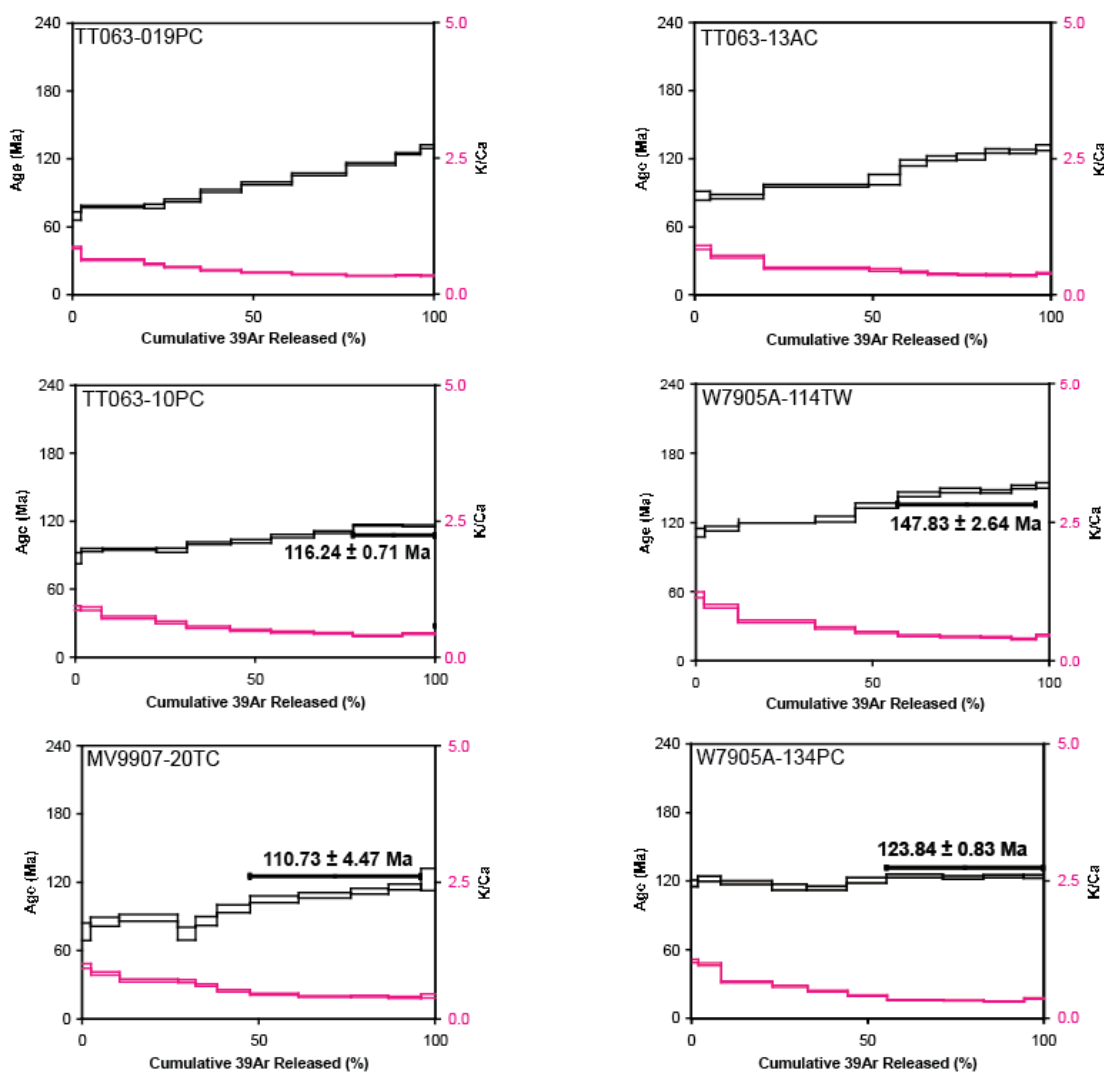 TT063-019PC
240
180
120
60
0
Age (Ma)
5.0
2.5
0.0
K/Ca
0
50
100
Cumulative 39Ar Released (%)
TT063-13AC
240
180
120
60
0
Age (Ma)
5.0
2.5
0.0
K/Ca
0
50
100
Cumulative 39Ar Released (%)
TT063-10PC
240
180
120
60
0
Age (Ma)
116.24 ± 0.71 Ma
5.0
2.5
0.0
K/Ca
0
50
100
Cumulative 39Ar Released (%)
W7905A-114TW
240
180
120
60
0
Age (Ma)
147.83 ± 2.64 Ma
5.0
2.5
0.0
K/Ca
0
50
100
Cumulative 39Ar Released (%)
MV9907-20TC
240
180
120
60
0
Age (Ma)
110.73 ± 4.47 Ma
5.0
2.5
0.0
K/Ca
0
50
100
Cumulative 39Ar Released (%)
W7905A-134PC
240
180
120
60
0
Age (Ma)
123.84 ± 0.83 Ma
5.0
2.5
0.0
K/Ca
0
50
100
Cumulative 39Ar Released (%)